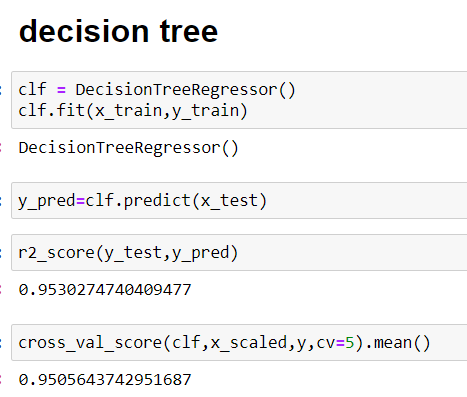 decision tree
clf = DecisionTreeRegressor()
clf.fit(x_train,y_train)
DecisionTreeRegressor()
y_pred=clf.predict(x_test)
r2_score(y_test,y_pred)
0.9530274740409477
cross_val_score(clf,x_scaled,y,cv=5).mean()
0.9505643742951687